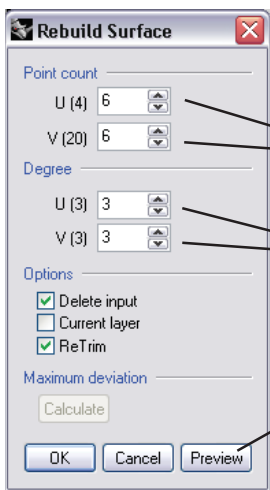 Rebuild Surface
Point count
U (4) 6
V (20) 6
Degree
U (3) 3
V (3) 3
Options
Delete input
Current layer
ReTrim
Maximum deviation
Calculate
OK Cancel Preview